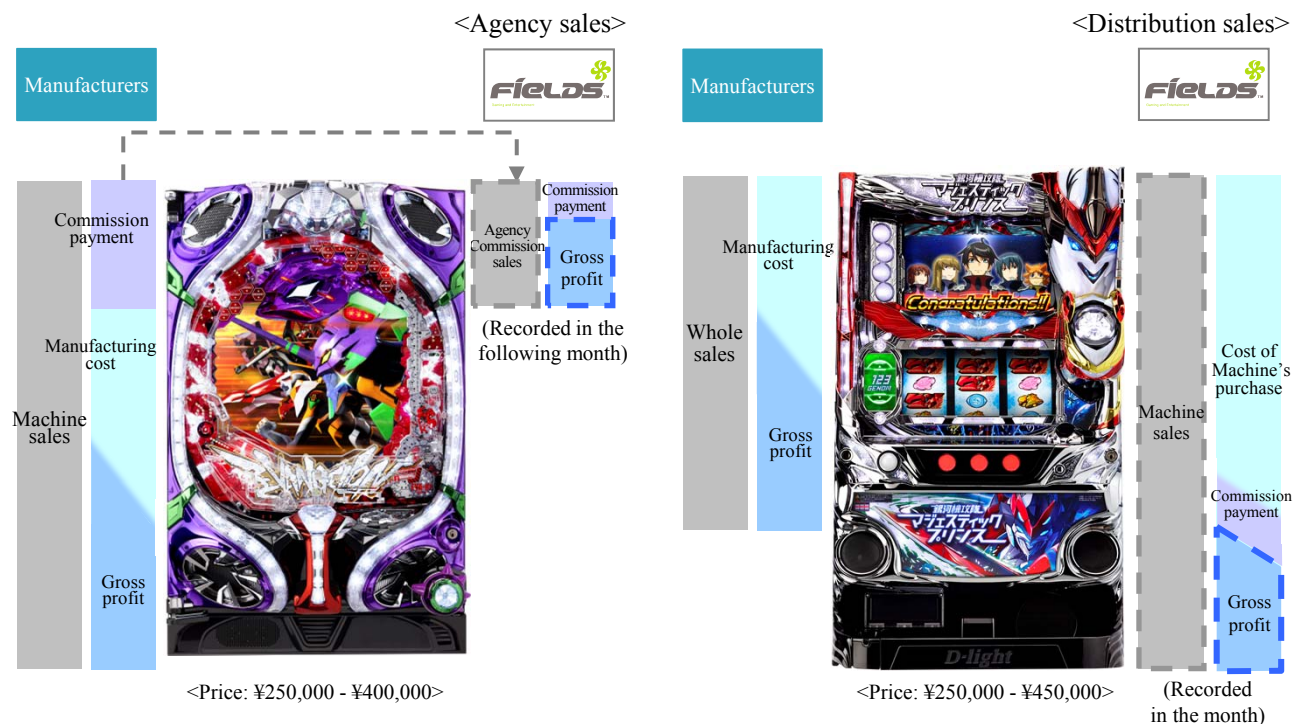 <Agency sales>
Manufacturers
FIELDS
Commission
payment
Manufacturing
cost
Machine
sales
Gross
profit
Agency
Commission
sales
Commission
payment
Gross
profit
(Recorded in the
following month)
<Price: ¥250,000 - ¥400,000>
<Distribution sales>
Manufacturers
FIELDS
Whole
sales
Manufacturing
cost
Gross
profit
銀河機攻隊
マジェスティック
プリンス
Congratulations!!
123
銀河機攻隊
マジェスティック
プリンス
D-light
Machine
sales
Cost of
Machine's
purchase
Commission
payment
Gross
profit
<Price: ¥250,000 - ¥450,000>
(Recorded
in the month)